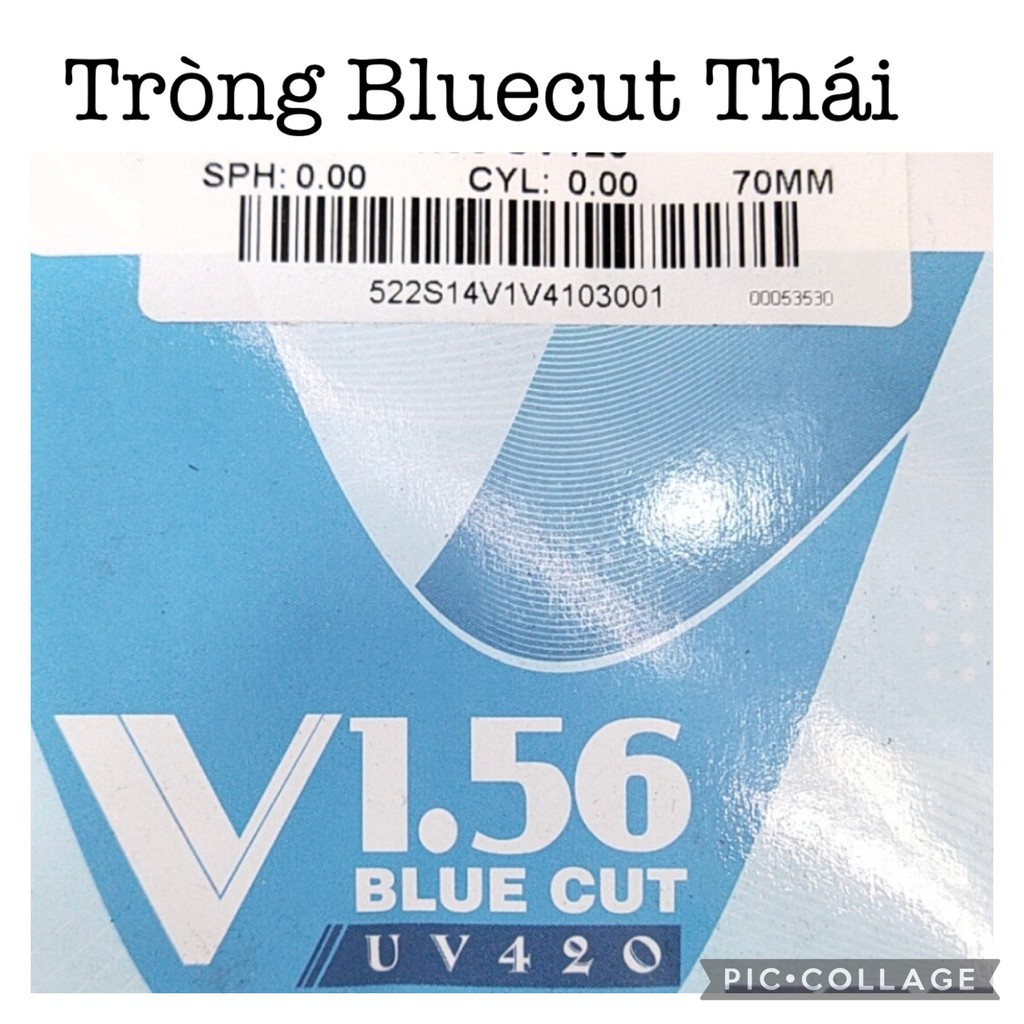 Tròng Bluecut Thái
SPH: 0.00 CYL: 0.00 70MM
522S14V1V4103001 00053530
V1.56
BLUE CUT
UV420
PIC•COLLAGE